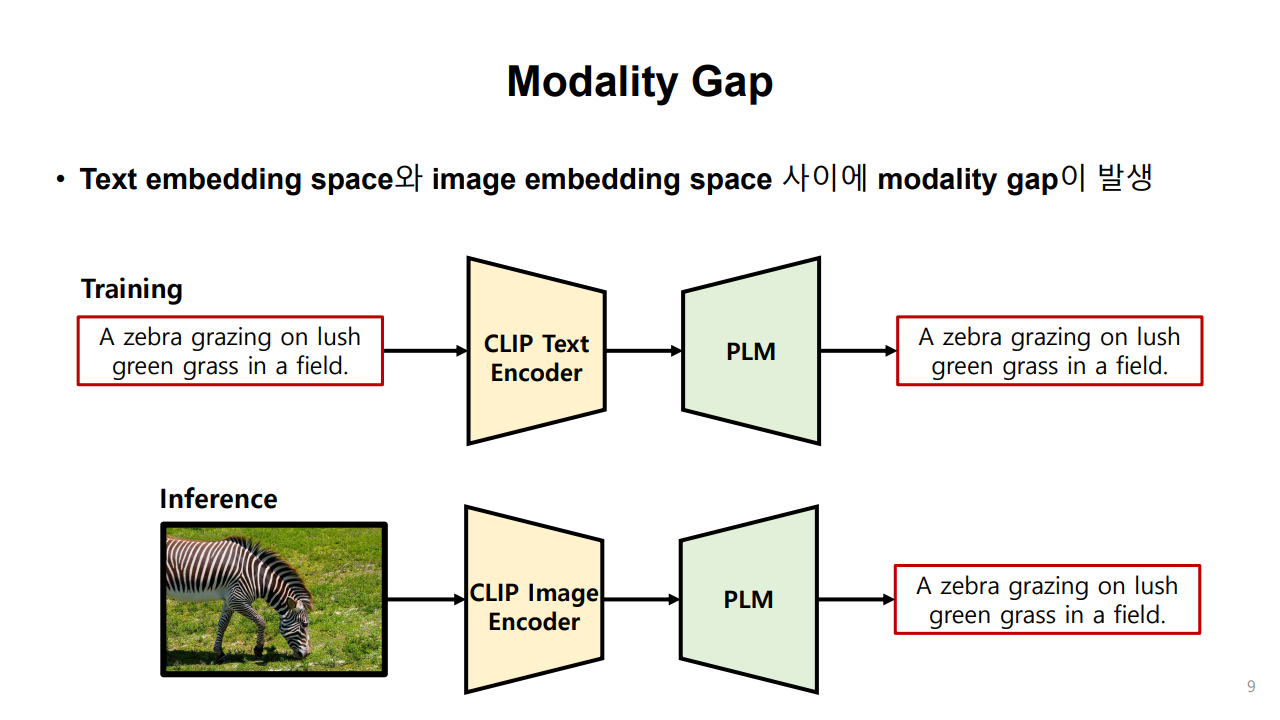 Modality Gap
• Text embedding space와 image embedding space 사이에 modality gap이 발생
Training
A zebra grazing on lush
green grass in a field.
CLIP Text
Encoder
PLM
A zebra grazing on lush
green grass in a field.
Inference
CLIP Image
Encoder
PLM
A zebra grazing on lush
green grass in a field.
9